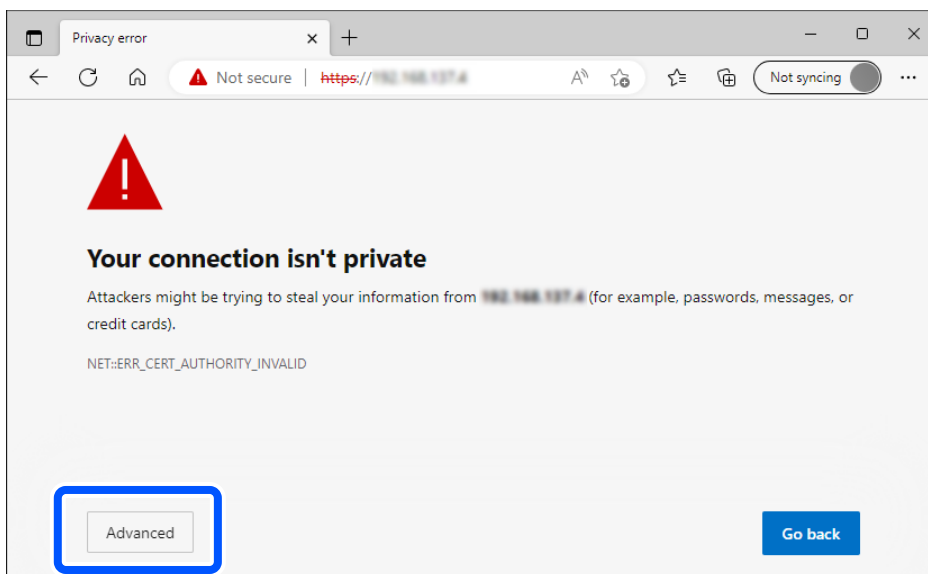 Privacy error
Not secure https://
Not syncing
Your connection isn't private
Attackers might be trying to steal your information from (for example, passwords, messages, or
credit cards).
NET::ERR_CERT_AUTHORITY_INVALID
Advanced
Go back